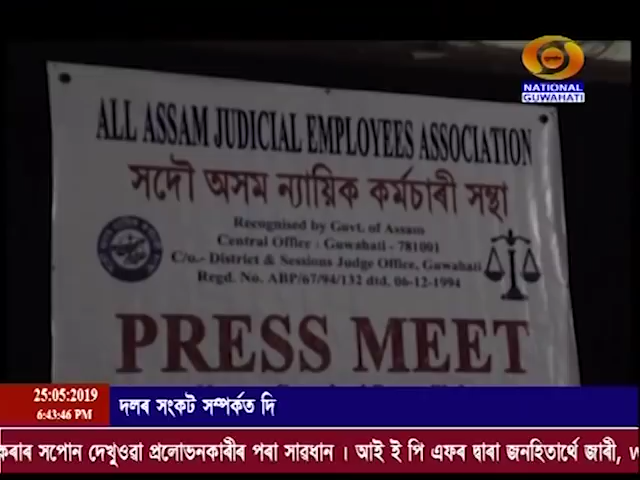 NATIONAL
GUWAHATI
ALL ASSAM JUDICIAL EMPLOYEES ASSOCIATION
সদৌ অসম ন্যায়িক কৰ্মচাৰী সন্থা
Recognised by Govt. of Assam
Central Office : Guwahati - 781001
C/o.- District & Sessions Judge Office, Guwahati
Regd. No. ABP/67/94/132 dtd. 06-12-1994
PRESS MEET
25:05:2019
6:43:46 PM
দলৰ সংকট সম্পৰ্কত দি
কৰাৰ সপোন দেখুওৱা প্ৰলোভনকাৰীৰ পৰা সাৱধান । আই ই পি এফৰ দ্বাৰা জনহিতাৰ্থে জাৰী, w